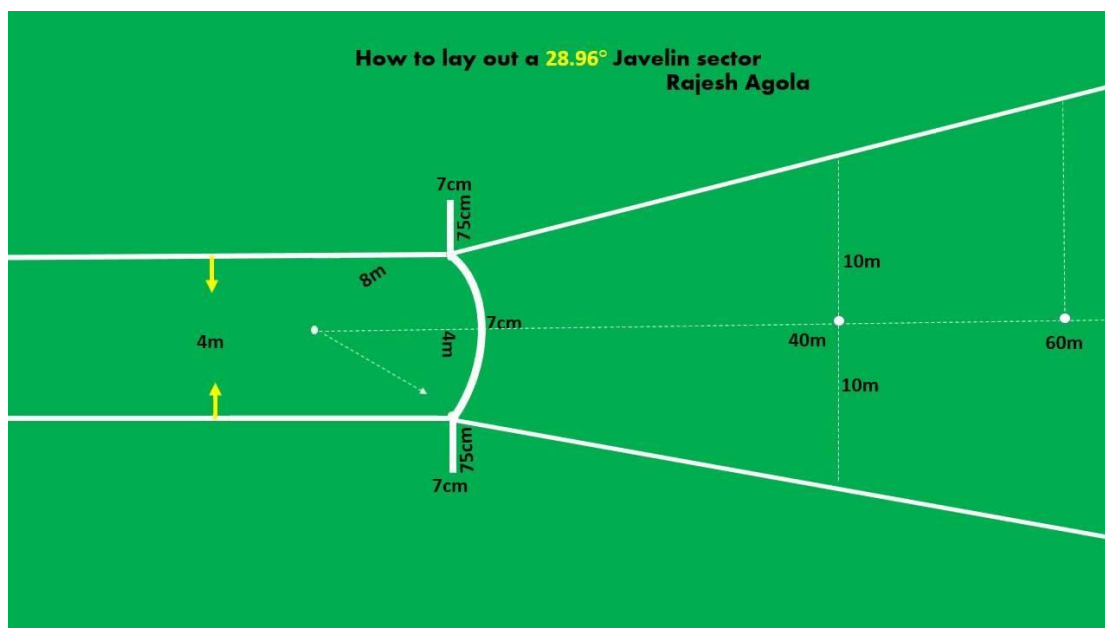 How to lay out a 28.96° Javelin sector
Rajesh Agola
7cm
75cm
8m
10m
7cm
4m
4m
40m
60m
10m
75cm
7cm